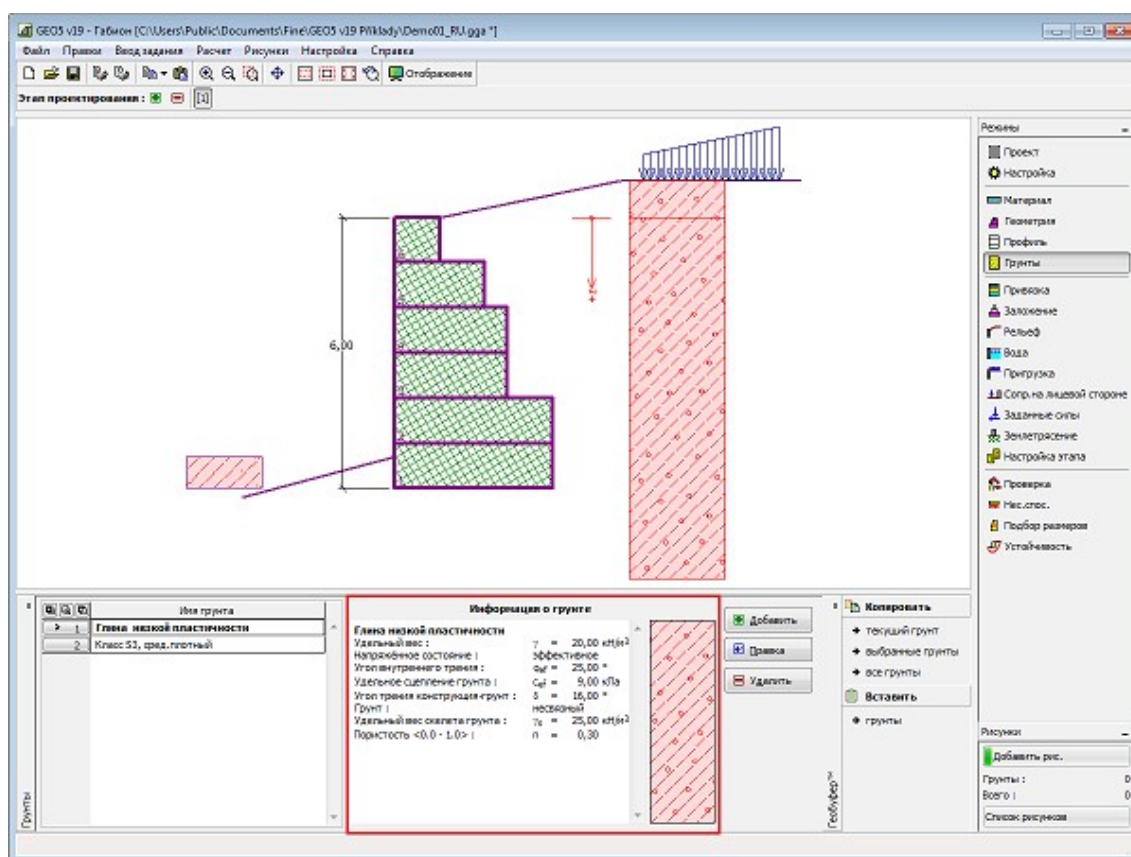 GEO5 v19 - Габион [C:\Users\Public\Documents\Fine\GEO5 v19 Příklady\Demo01_RU.gga *]
Файл Правки Ввод задания Расчет Рисунки Настройка Справка
Отображение
Этап проектирования : [1]
6,00
+z
Режимы
Проект
Настройка
Материал
Геометрия
Профиль
Грунты
Привязка
Заложение
Рельеф
Вода
Пригрузка
Сопр.на лицевой стороне
Заданные силы
Землетрясение
Настройка этапа
Проверка
Нес.спос.
Подбор размеров
Устойчивость
Имя грунта
> 1 Глина низкой пластичности
2 Класс S3, сред.плотный
Грунты
Информация о грунте
Глина низкой пластичности
Удельный вес : γ = 20,00 кН/м³
Напряжённое состояние : эффективное
Угол внутреннего трения : φef = 25,00 °
Удельное сцепление грунта : cef = 9,00 кПа
Угол трения конструкция-грунт : δ = 16,00 °
Грунт : несвязный
Удельный вес скелета грунта : γs = 25,00 кН/м³
Пористость <0.0 - 1.0> : n = 0,30
Добавить
Правка
Удалить
Геобуфер™
Копировать
текущий грунт
выбранные грунты
все грунты
Вставить
грунты
Рисунки
Добавить рис.
Грунты : 0
Всего : 0
Список рисунков